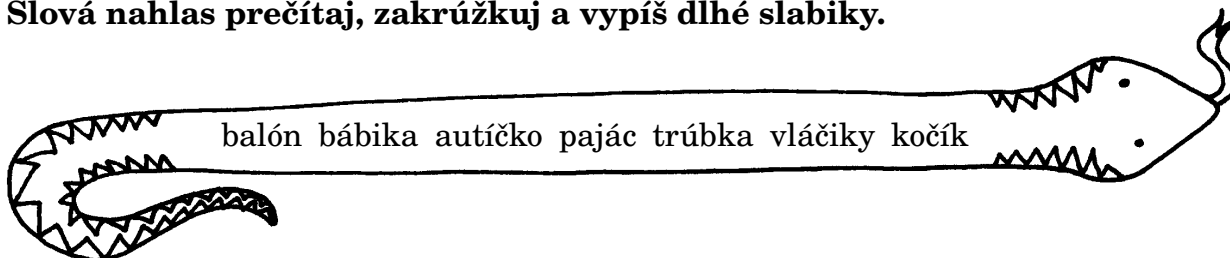 Slová nahlas prečítaj, zakrúžkuj a vypíš dlhé slabiky.
balón bábika autíčko pajác trúbka vláčiky kočík